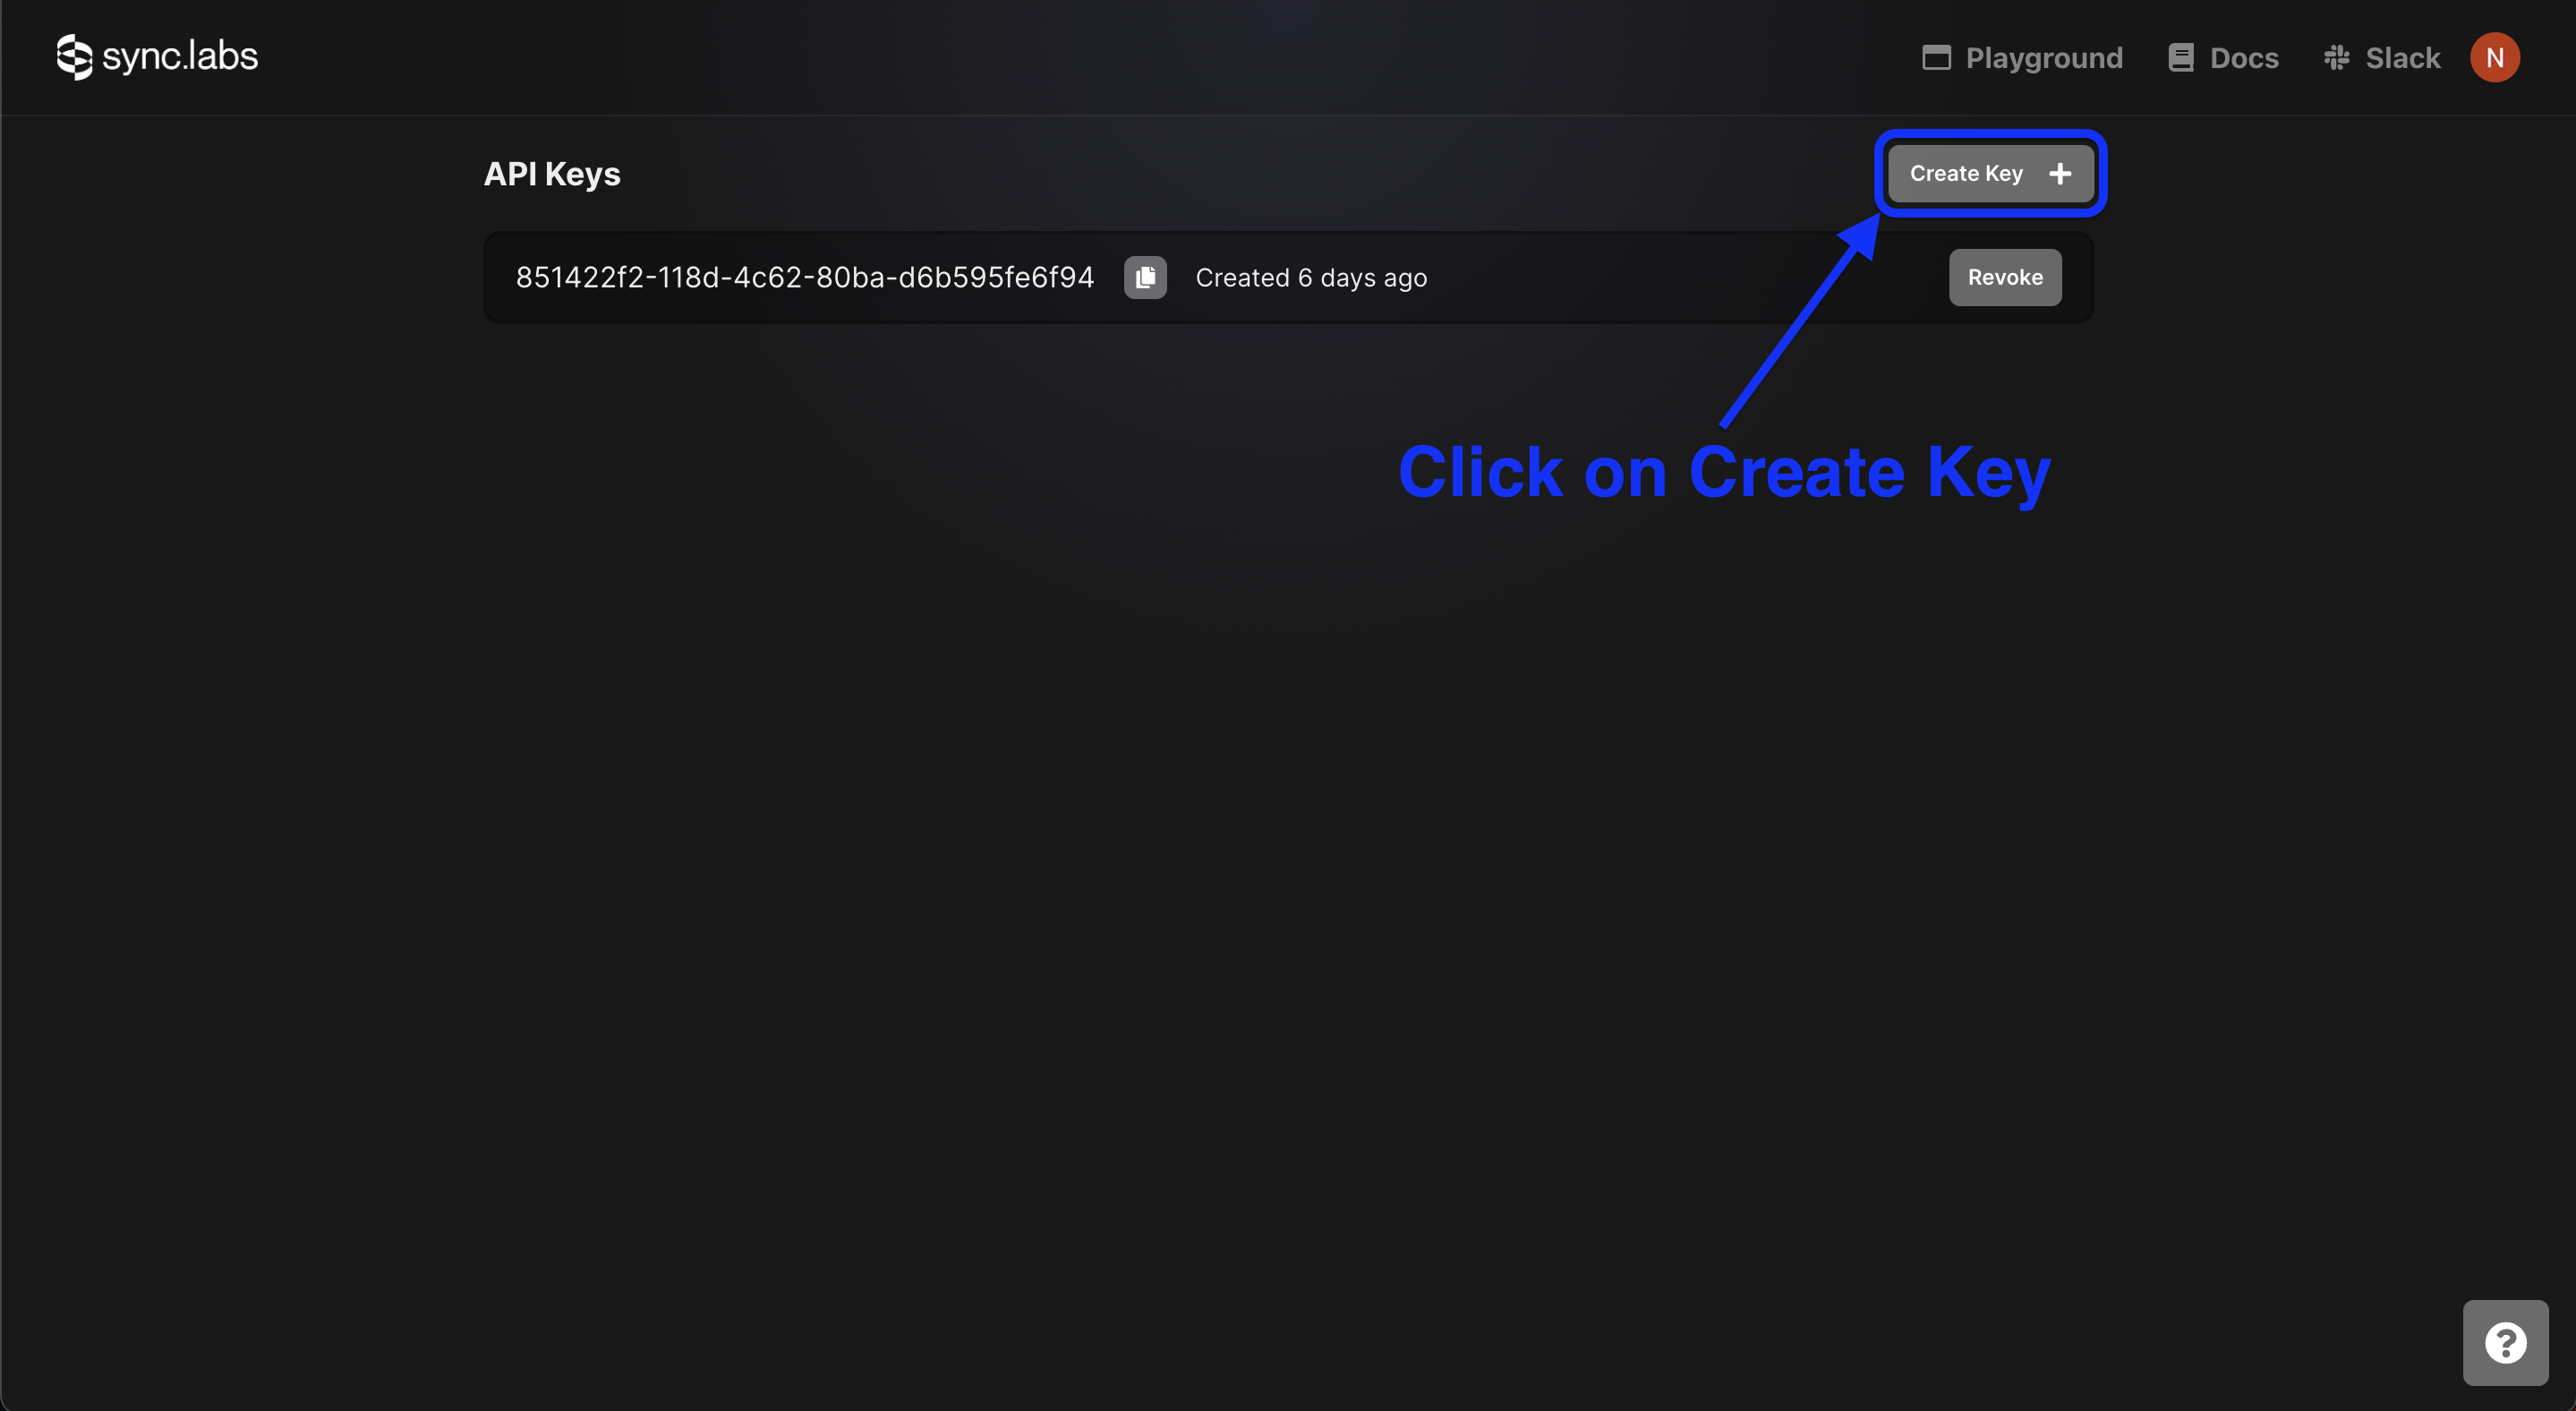 sync.labs
Playground
Docs
Slack
N
API Keys
Create Key
851422f2-118d-4c62-80ba-d6b595fe6f94
Created 6 days ago
Revoke
Click on Create Key